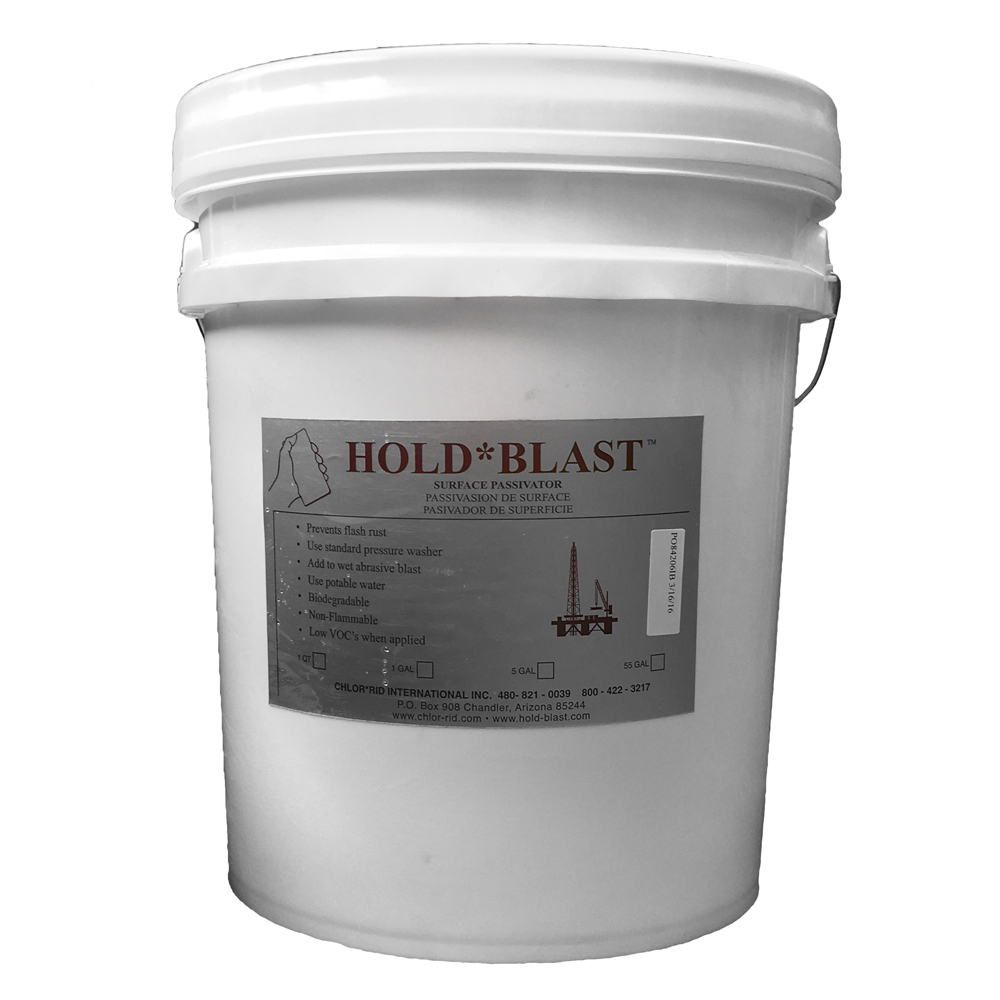 HOLD*BLAST™
SURFACE PASSIVATOR
PASSIVASION DE SURFACE
PASIVADOR DE SUPERFICIE
• Prevents flash rust
• Use standard pressure washer
• Add to wet abrasive blast
• Use potable water
• Biodegradable
• Non-Flammable
• Low VOC's when applied
PO84206IB 3/16/16
1 QT 1 GAL 5 GAL 55 GAL
CHLOR*RID INTERNATIONAL INC. 480- 821 - 0039 800 - 422 - 3217
P.O. Box 908 Chandler, Arizona 85244
www.chlor-rid.com • www.hold-blast.com